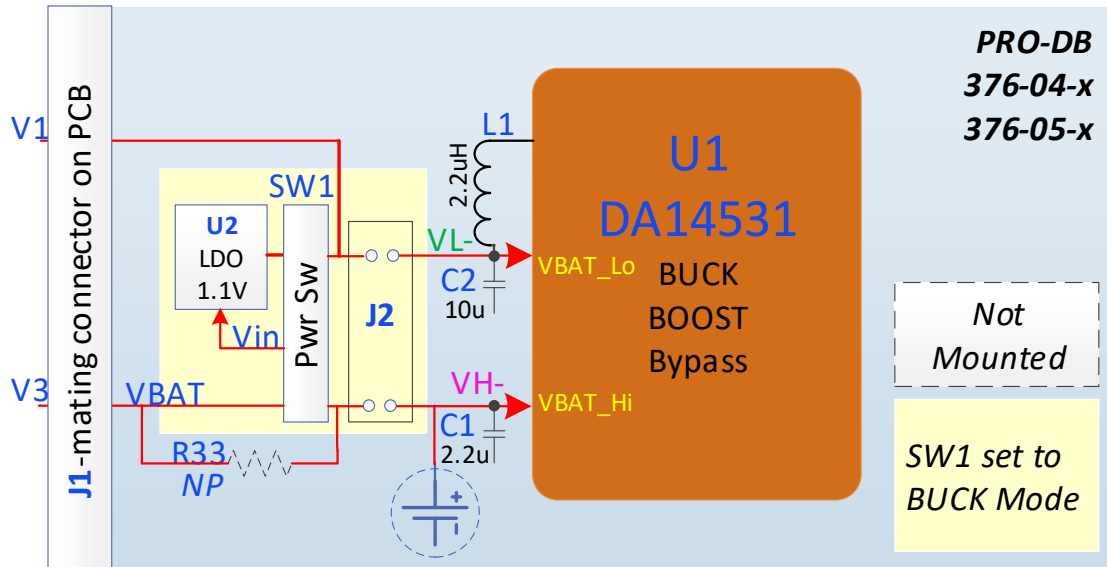 PRO-DB
376-04-x
376-05-x
J1-mating connector on PCB
V1
V3
SW1
U2
LDO
1.1V
Vin
Pwr Sw
J2
VBAT
R33
NP
L1
2.2uH
VL-
C2
10u
VH-
C1
2.2u
+
U1
DA14531
BUCK
BOOST
Bypass
VBAT_Lo
VBAT_Hi
Not
Mounted
SW1 set to
BUCK Mode